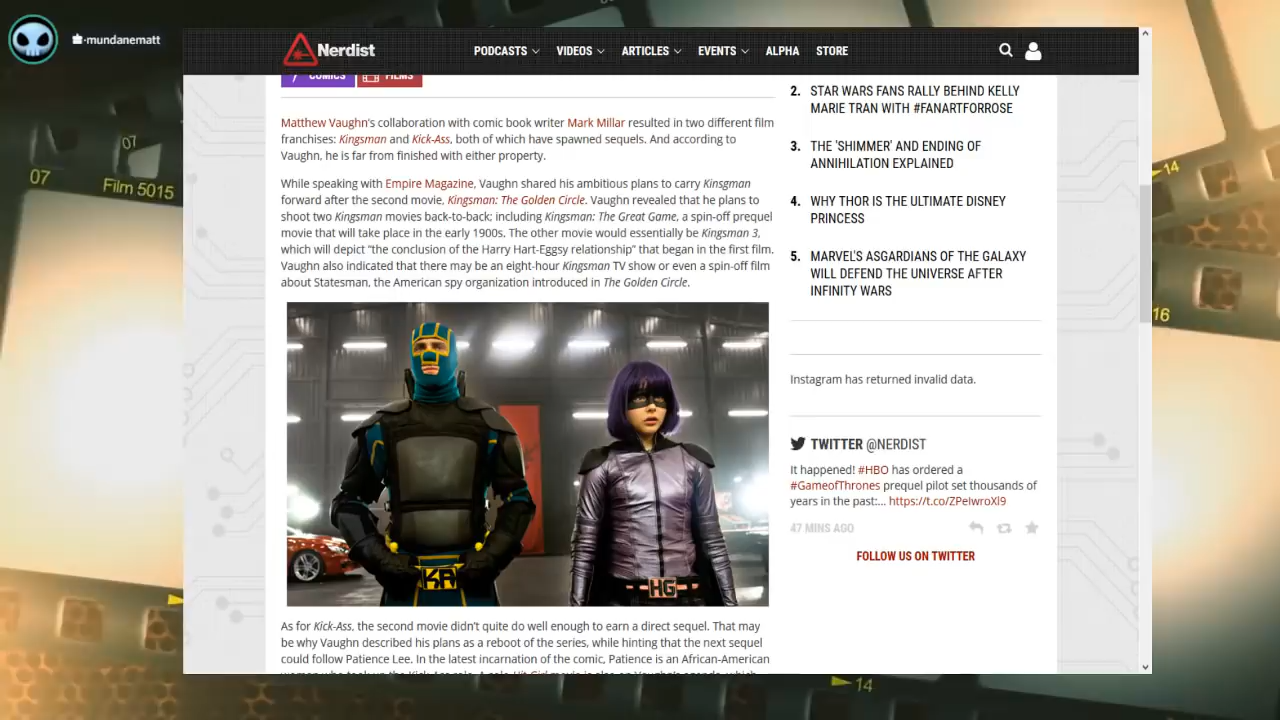 mundanematt
Nerdist
PODCASTS
VIDEOS
ARTICLES
EVENTS
ALPHA
STORE
COMICS
FILMS
Matthew Vaughn's collaboration with comic book writer Mark Millar resulted in two different film
franchises: Kingsman and Kick-Ass, both of which have spawned sequels. And according to
Vaughn, he is far from finished with either property.
While speaking with Empire Magazine, Vaughn shared his ambitious plans to carry Kinsgman
forward after the second movie, Kingsman: The Golden Circle. Vaughn revealed that he plans to
shoot two Kingsman movies back-to-back; including Kingsman: The Great Game, a spin-off prequel
movie that will take place in the early 1900s. The other movie would essentially be Kingsman 3,
which will depict “the conclusion of the Harry Hart-Eggsy relationship” that began in the first film.
Vaughn also indicated that there may be an eight-hour Kingsman TV show or even a spin-off film
about Statesman, the American spy organization introduced in The Golden Circle.
KA
HG
As for Kick-Ass, the second movie didn't quite do well enough to earn a direct sequel. That may
be why Vaughn described his plans as a reboot of the series, while hinting that the next sequel
could follow Patience Lee. In the latest incarnation of the comic, Patience is an African-American
2. STAR WARS FANS RALLY BEHIND KELLY
MARIE TRAN WITH #FANARTFORROSE
3. THE 'SHIMMER' AND ENDING OF
ANNIHILATION EXPLAINED
4. WHY THOR IS THE ULTIMATE DISNEY
PRINCESS
5. MARVEL'S ASGARDIANS OF THE GALAXY
WILL DEFEND THE UNIVERSE AFTER
INFINITY WARS
Instagram has returned invalid data.
TWITTER @NERDIST
It happened! #HBO has ordered a
#GameofThrones prequel pilot set thousands of
years in the past:... https://t.co/ZPeIwroXl9
47 MINS AGO
FOLLOW US ON TWITTER
07
07
Film 5015
14
16
14